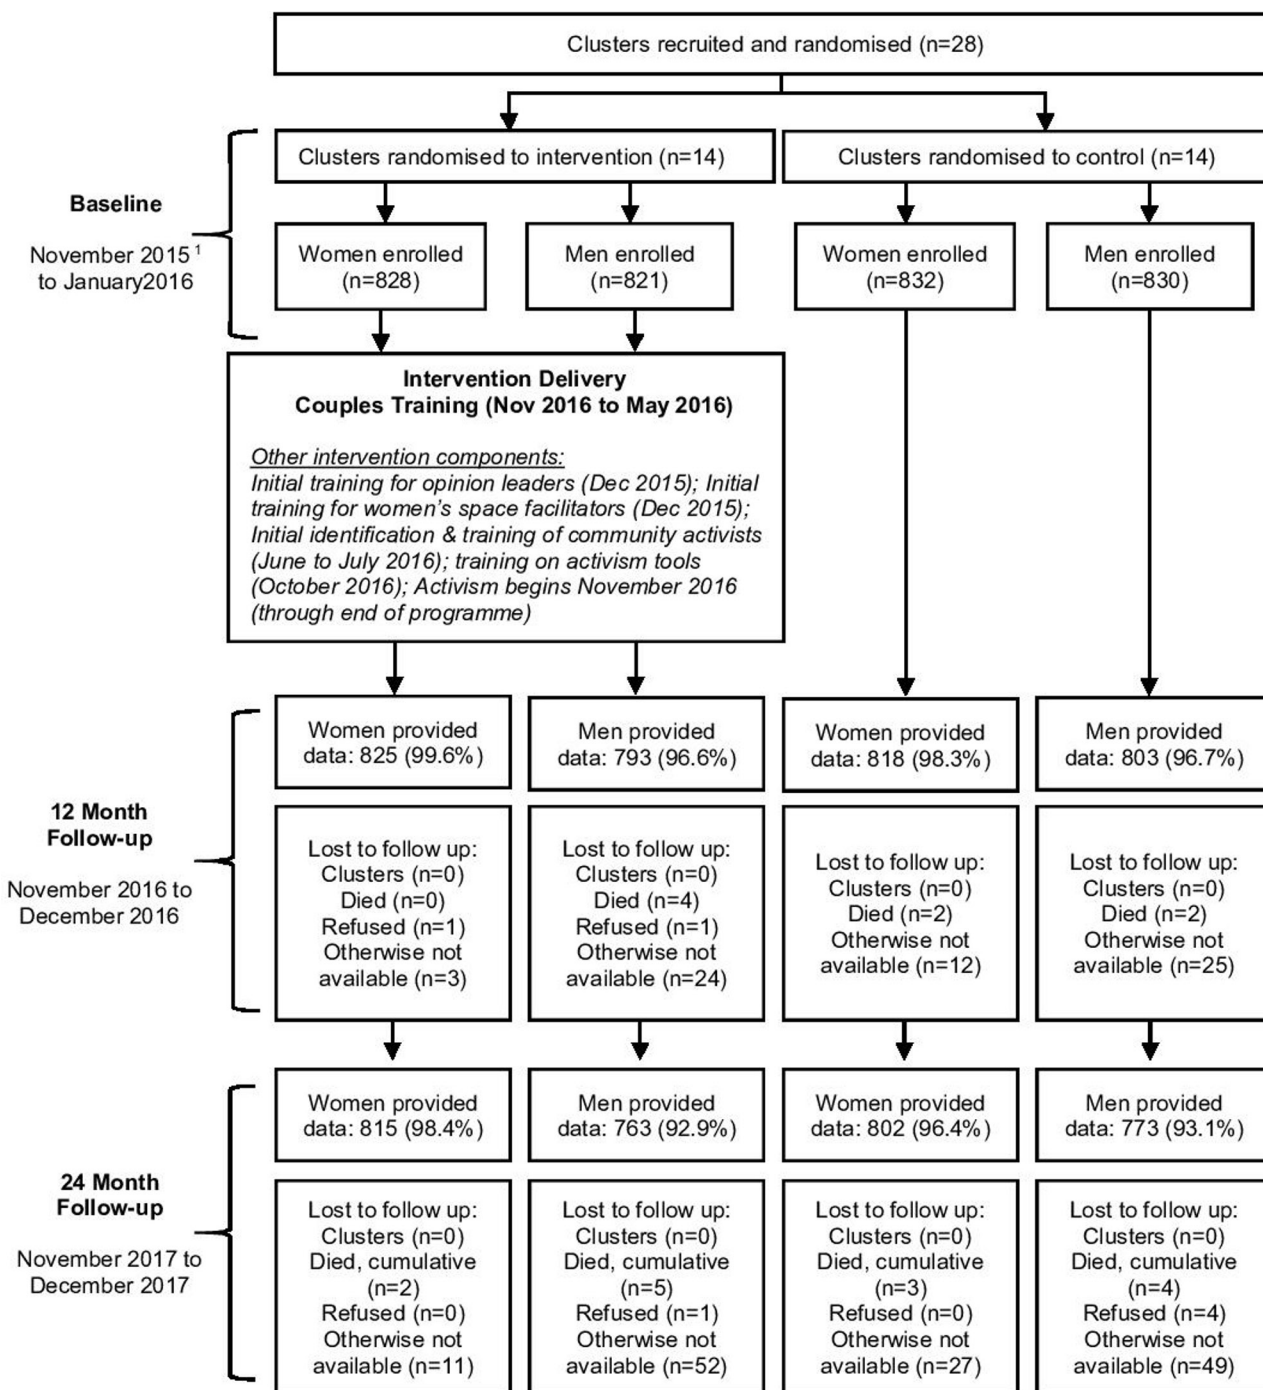 Clusters recruited and randomised (n=28)
Clusters randomised to intervention (n=14)
Clusters randomised to control (n=14)
Baseline
November 2015 1
to January2016
Women enrolled
(n=828)
Men enrolled
(n=821)
Women enrolled
(n=832)
Men enrolled
(n=830)
Intervention Delivery
Couples Training (Nov 2016 to May 2016)
Other intervention components:
Initial training for opinion leaders (Dec 2015); Initial
training for women's space facilitators (Dec 2015);
Initial identification & training of community activists
(June to July 2016); training on activism tools
(October 2016); Activism begins November 2016
(through end of programme)
12 Month
Follow-up
November 2016 to
December 2016
Women provided
data: 825 (99.6%)
Men provided
data: 793 (96.6%)
Women provided
data: 818 (98.3%)
Men provided
data: 803 (96.7%)
Lost to follow up:
Clusters (n=0)
Died (n=0)
Refused (n=1)
Otherwise not
available (n=3)
Lost to follow up:
Clusters (n=0)
Died (n=4)
Refused (n=1)
Otherwise not
available (n=24)
Lost to follow up:
Clusters (n=0)
Died (n=2)
Otherwise not
available (n=12)
Lost to follow up:
Clusters (n=0)
Died (n=2)
Otherwise not
available (n=25)
24 Month
Follow-up
November 2017 to
December 2017
Women provided
data: 815 (98.4%)
Men provided
data: 763 (92.9%)
Women provided
data: 802 (96.4%)
Men provided
data: 773 (93.1%)
Lost to follow up:
Clusters (n=0)
Died, cumulative
(n=2)
Refused (n=0)
Otherwise not
available (n=11)
Lost to follow up:
Clusters (n=0)
Died, cumulative
(n=5)
Refused (n=1)
Otherwise not
available (n=52)
Lost to follow up:
Clusters (n=0)
Died, cumulative
(n=3)
Refused (n=0)
Otherwise not
available (n=27)
Lost to follow up:
Clusters (n=0)
Died, cumulative
(n=4)
Refused (n=4)
Otherwise not
available (n=49)